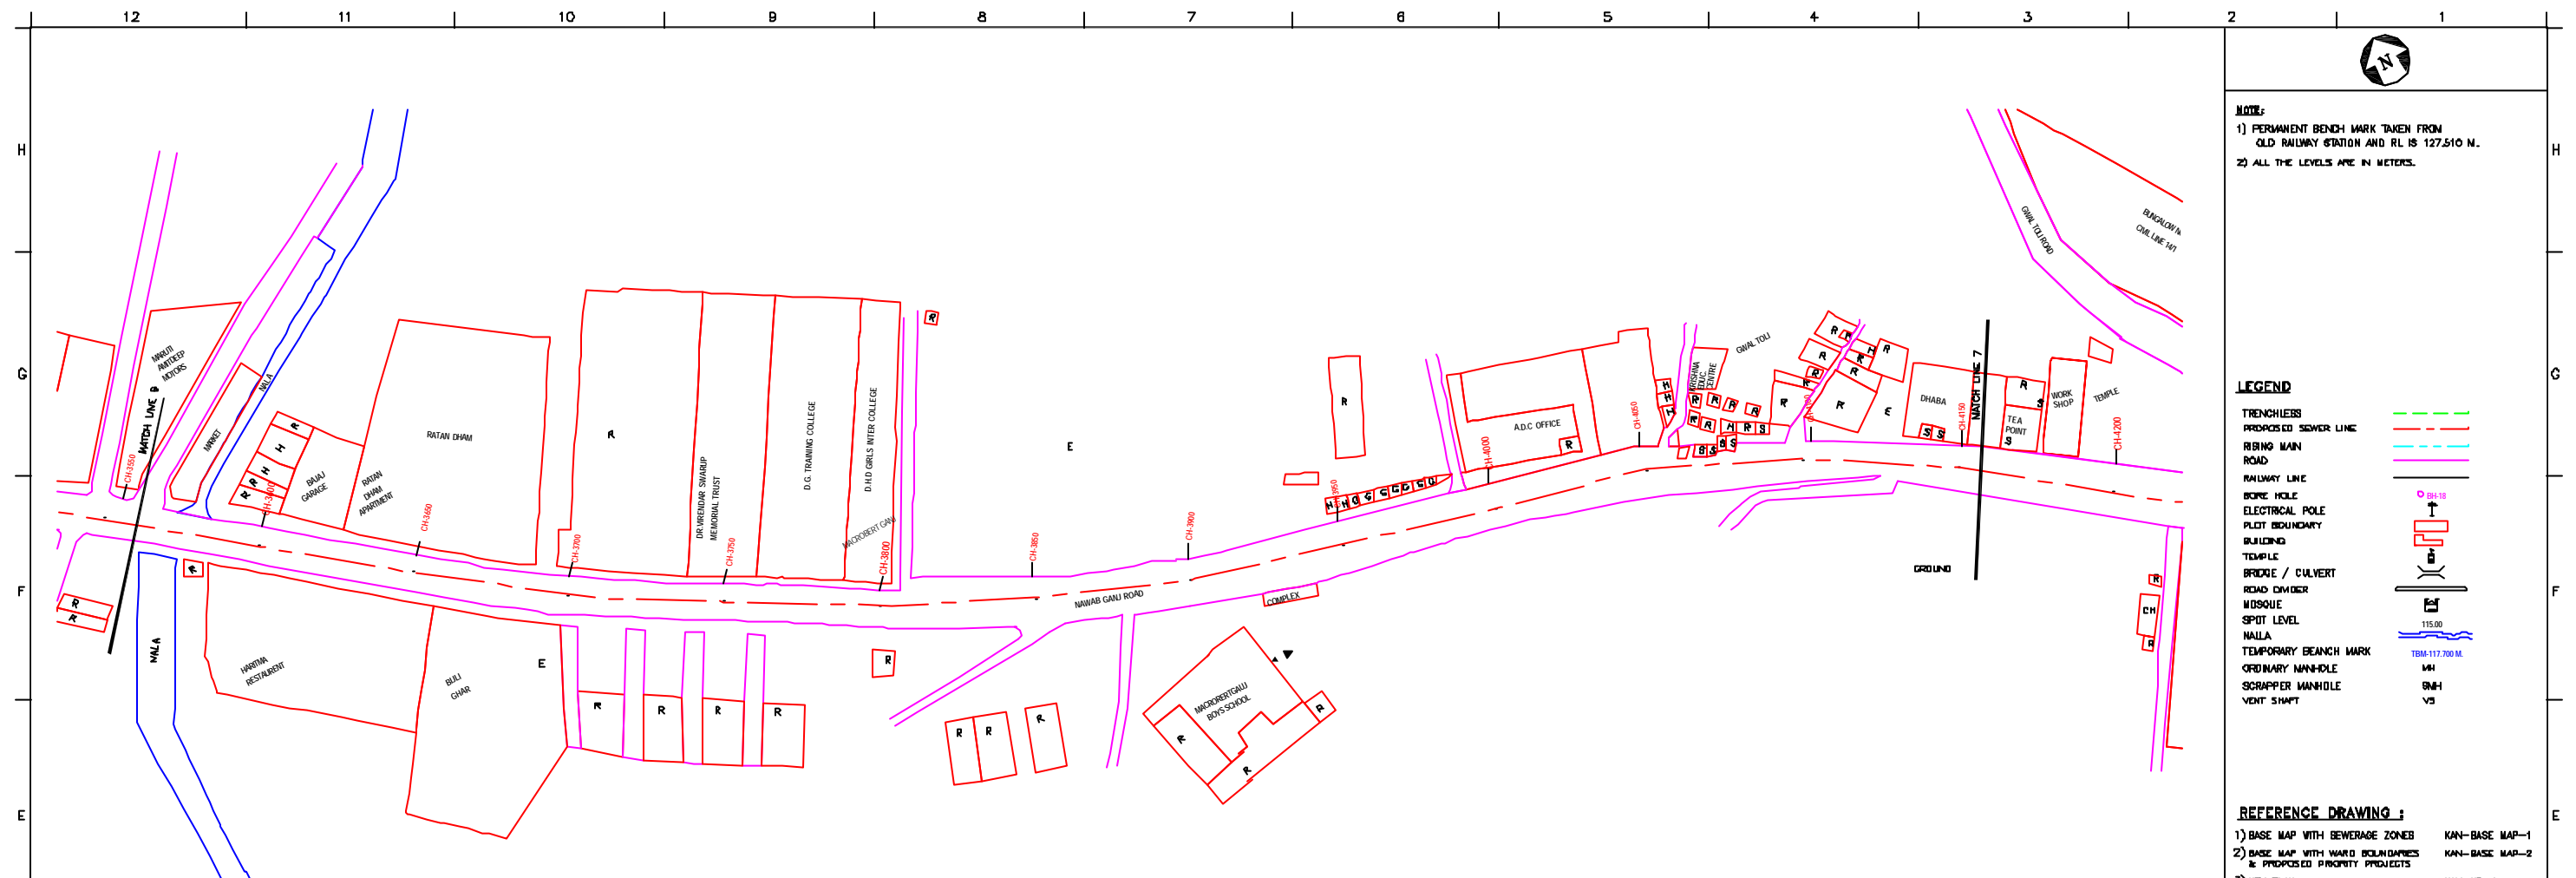 12 11 10 9 8 7 6 5 4 3 2 1
N
NOTE:
1) PERMANENT BENCH MARK TAKEN FROM
OLD RAILWAY STATION AND RL IS 127.510 M.
2) ALL THE LEVELS ARE IN METERS.
H H
GWAL TOLI ROAD
BUNGALOW
CIVIL LINE 14/1
G G
MARUTI
AMITDEEP
MOTORS
MATCH LINE
CH-3550
MARKET
NALA
R
H
H
R
R
CH-3600
BAJAJ
GARAGE
RATAN
DHAM
APARTMENT
RATAN DHAM
CH-3650
R
CH-3700
DR.VIRENDAR SWARUP
MEMORIAL TRUST
CH-3750
D.G. TRAINING COLLEGE
D.H.O GIRLS INTER COLLEGE
MACROBERT GANJ
CH-3800
R
E
CH-3850
CH-3900
R
CH-3950
A.D.C OFFICE
R
CH-4000
CH-4050
H
H
H
KRISHNA
EDUC.
CENTRE
GWAL TOLI
R R R R
R R H R S
S S
R
R
R
R
R
H
R
R
R
E
DHABA
S S
CH-4150
MATCH LINE 7
R
S
TEA
POINT
S
WORK
SHOP
TEMPLE
CH-4200
F F
R
R
R
NALA
HARITMA
RESTAURENT
BIJLI
GHAR
E
R
R
R
R
R
NAWAB GANJ ROAD
COMPLEX
MACRORERTGALIJ
BOYS SCHOOL
R
R
R
R R R
GROUND
R
CH
R
E E
LEGEND
TRENCHLESS
PROPOSED SEWER LINE
RISING MAIN
ROAD
RAILWAY LINE
BORE HOLE BH-18
ELECTRICAL POLE
PLOT BOUNDARY
BUILDING
TEMPLE
BRIDGE / CULVERT
ROAD DIVIDER
MOSQUE
SPOT LEVEL 115.00
NALLA
TEMPORARY BEANCH MARK TBM-117.700 M.
ORDINARY MANHOLE MH
SCRAPPER MANHOLE SMH
VENT SHAFT VS
REFERENCE DRAWING :
1) BASE MAP WITH SEWERAGE ZONES KAN-BASE MAP-1
2) BASE MAP WITH WARD BOUNDARIES KAN-BASE MAP-2
& PROPOSED PRIORITY PROJECTS